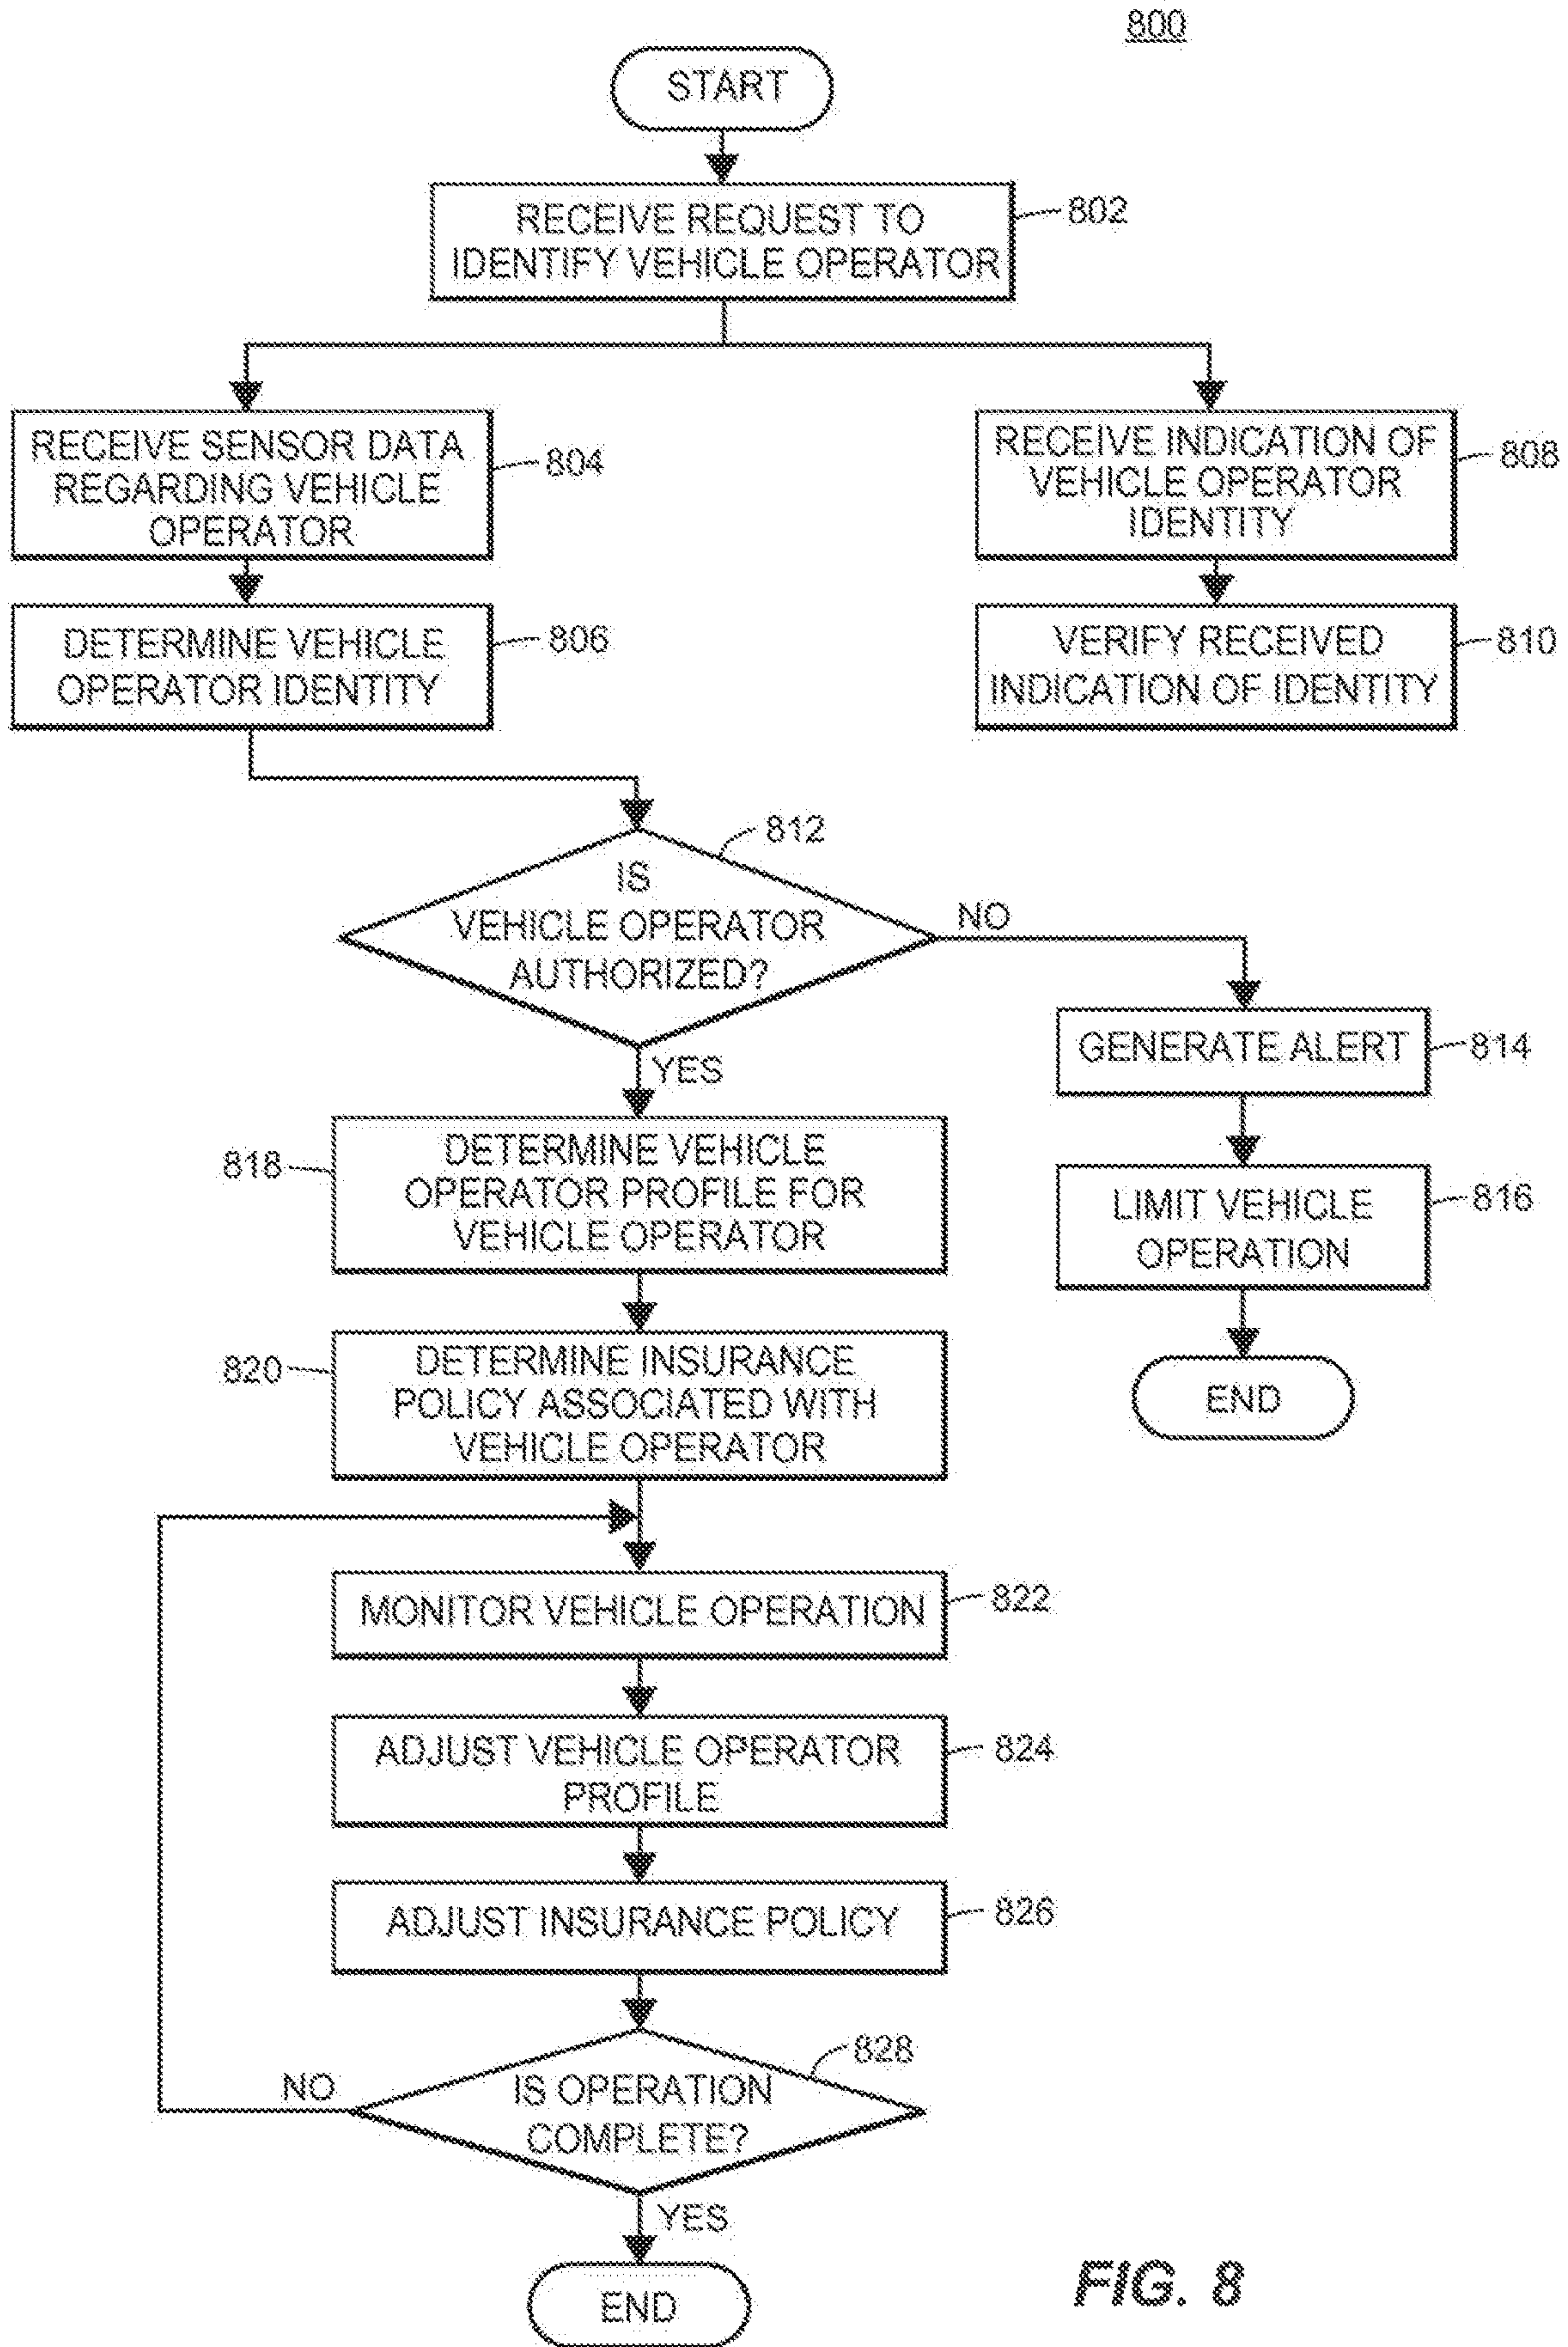 800
START
RECEIVE REQUEST TO
IDENTIFY VEHICLE OPERATOR
802
RECEIVE SENSOR DATA
REGARDING VEHICLE
OPERATOR
804
RECEIVE INDICATION OF
VEHICLE OPERATOR
IDENTITY
808
DETERMINE VEHICLE
OPERATOR IDENTITY
806
VERIFY RECEIVED
INDICATION OF IDENTITY
810
812
IS
VEHICLE OPERATOR
AUTHORIZED?
NO
YES
GENERATE ALERT
814
818
DETERMINE VEHICLE
OPERATOR PROFILE FOR
VEHICLE OPERATOR
LIMIT VEHICLE
OPERATION
816
820
DETERMINE INSURANCE
POLICY ASSOCIATED WITH
VEHICLE OPERATOR
END
MONITOR VEHICLE OPERATION
822
ADJUST VEHICLE OPERATOR
PROFILE
824
ADJUST INSURANCE POLICY
826
828
NO
IS OPERATION
COMPLETE?
YES
END
FIG. 8